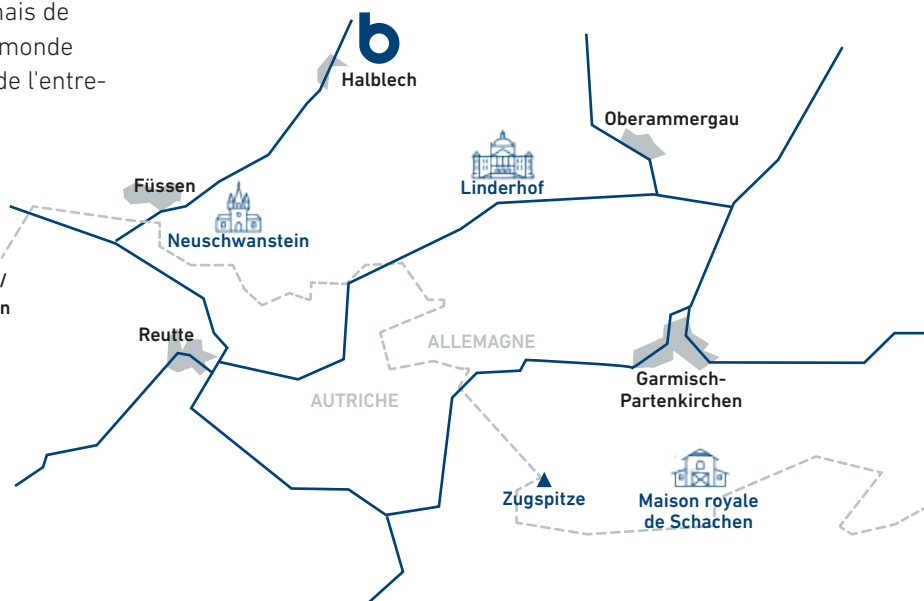 mais de
monde
de l'entre-
b
Halblech
Oberammergau
Füssen
Linderhof
Neuschwanstein
/
n
Reutte
ALLEMAGNE
AUTRICHE
Garmisch-
Partenkirchen
Zugspitze
Maison royale
de Schachen